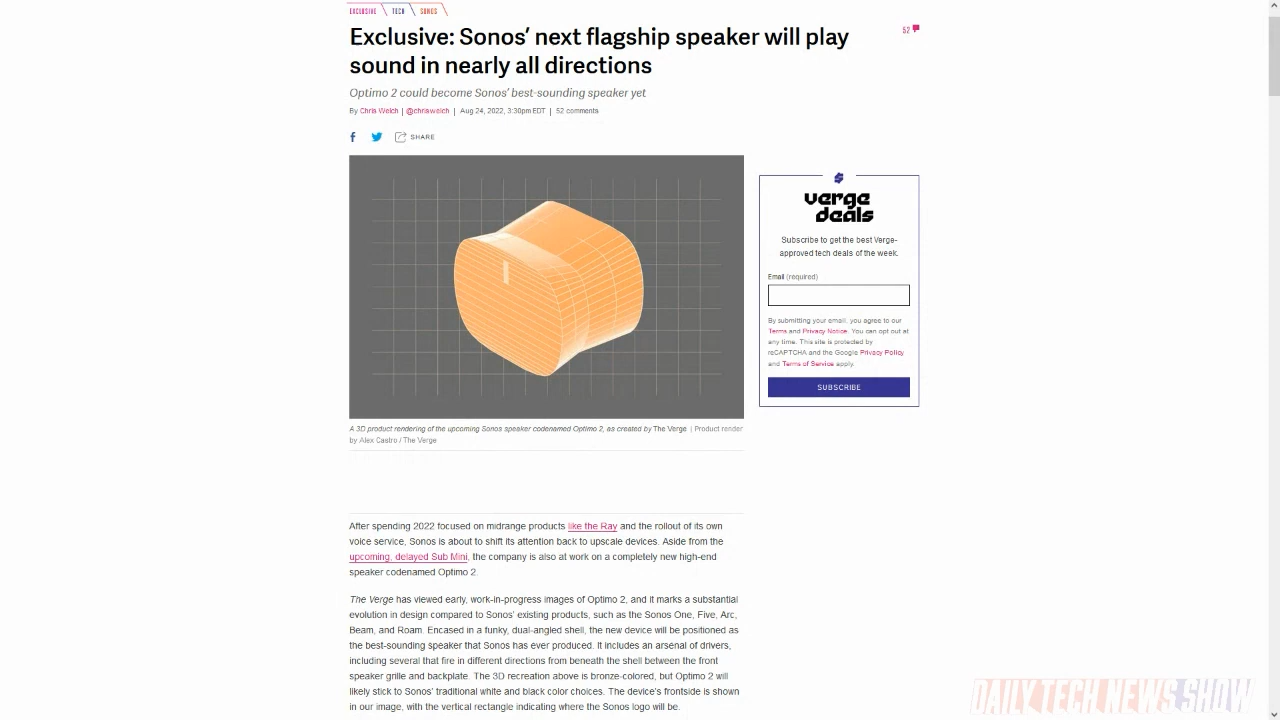 EXCLUSIVE TECH SONOS
Exclusive: Sonos’ next flagship speaker will play
sound in nearly all directions
52
Optimo 2 could become Sonos’ best-sounding speaker yet
By Chris Welch | @chriswelch | Aug 24, 2022, 3:30pm EDT | 52 comments
SHARE
A 3D product rendering of the upcoming Sonos speaker codenamed Optimo 2, as created by The Verge | Product render
by Alex Castro / The Verge
verge
deals
Subscribe to get the best Verge-
approved tech deals of the week.
Email (required)
By submitting your email, you agree to our
Terms and Privacy Notice. You can opt out at
any time. This site is protected by
reCAPTCHA and the Google Privacy Policy
and Terms of Service apply.
SUBSCRIBE
After spending 2022 focused on midrange products like the Ray and the rollout of its own
voice service, Sonos is about to shift its attention back to upscale devices. Aside from the
upcoming, delayed Sub Mini, the company is also at work on a completely new high-end
speaker codenamed Optimo 2.
The Verge has viewed early, work-in-progress images of Optimo 2, and it marks a substantial
evolution in design compared to Sonos’ existing products, such as the Sonos One, Five, Arc,
Beam, and Roam. Encased in a funky, dual-angled shell, the new device will be positioned as
the best-sounding speaker that Sonos has ever produced. It includes an arsenal of drivers,
including several that fire in different directions from beneath the shell between the front
speaker grille and backplate. The 3D recreation above is bronze-colored, but Optimo 2 will
likely stick to Sonos’ traditional white and black color choices. The device’s frontside is shown
in our image, with the vertical rectangle indicating where the Sonos logo will be.
DAILY TECH NEWS SHOW